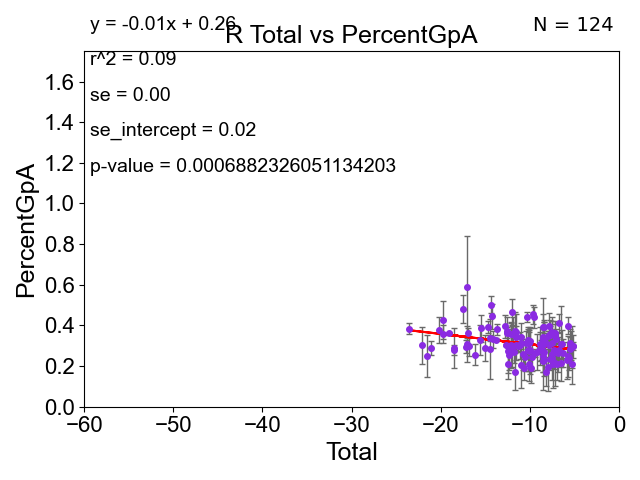 y = -0.01x + 0.26
N = 124
R Total vs PercentGpA
r^2 = 0.09
se = 0.00
se_intercept = 0.02
p-value = 0.0006882326051134203
PercentGpA
1.6
1.4
1.2
1.0
0.8
0.6
0.4
0.2
0.0
−60 −50 −40 −30 −20 −10 0
Total